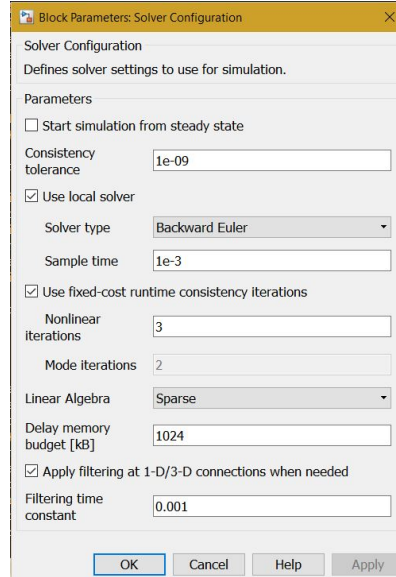 Block Parameters: Solver Configuration
Solver Configuration
Defines solver settings to use for simulation.
Parameters
Start simulation from steady state
Consistency
tolerance
1e-09
Use local solver
Solver type
Backward Euler
Sample time
1e-3
Use fixed-cost runtime consistency iterations
Nonlinear
iterations
3
Mode iterations
2
Linear Algebra
Sparse
Delay memory
budget [kB]
1024
Apply filtering at 1-D/3-D connections when needed
Filtering time
constant
0.001
OK Cancel Help Apply